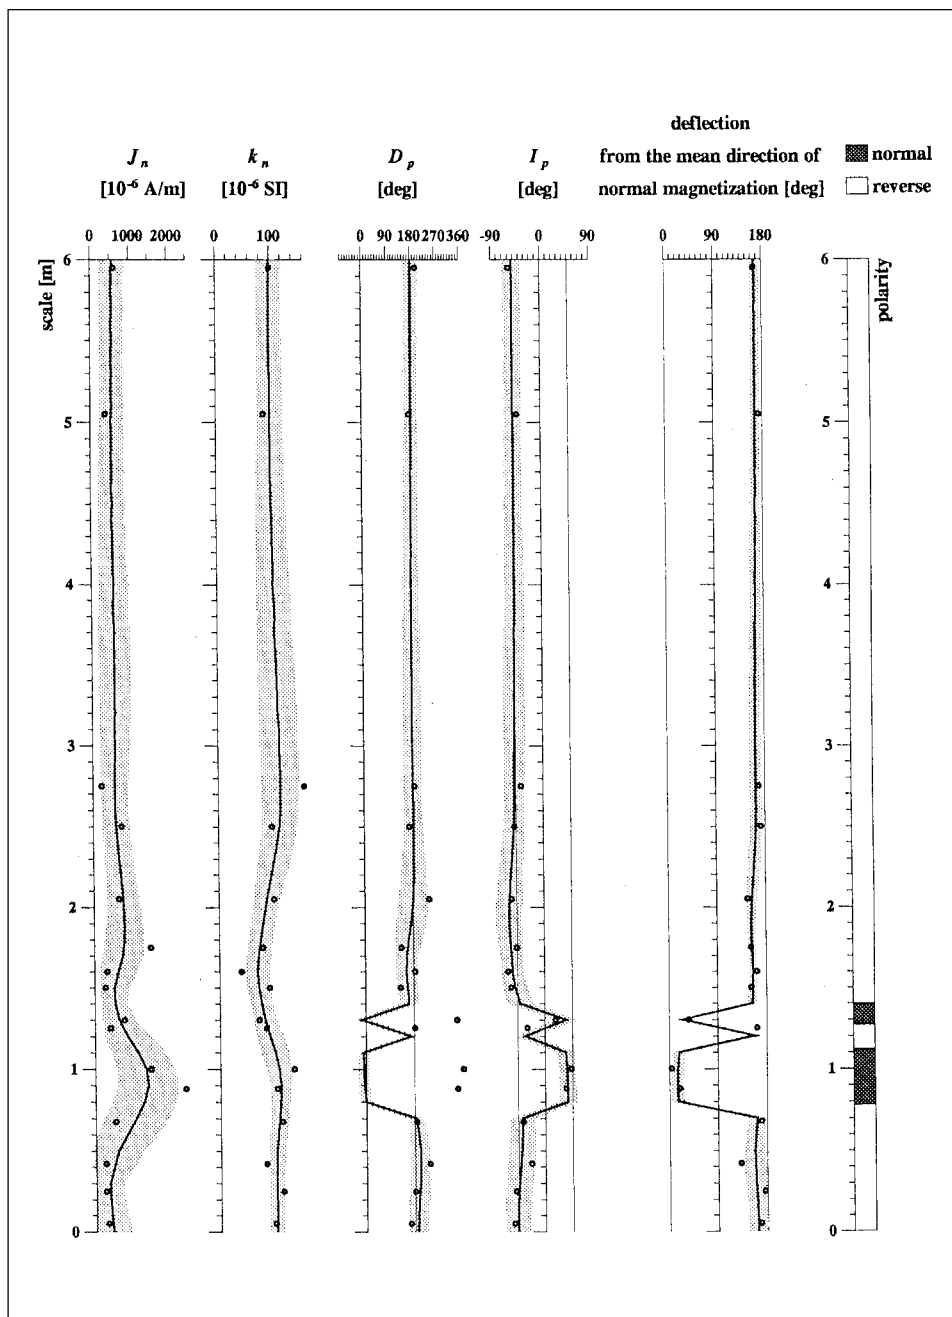 deflection
J n k n D p I p from the mean direction of normal
[10-6 A/m] [10-6 SI] [deg] [deg] normal magnetization [deg] reverse
0 1000 2000 0 100 0 90 180 270 360 -90 0 90 0 90 180
6 6
scale [m] polarity
5 5
4 4
3 3
2 2
1 1
0 0